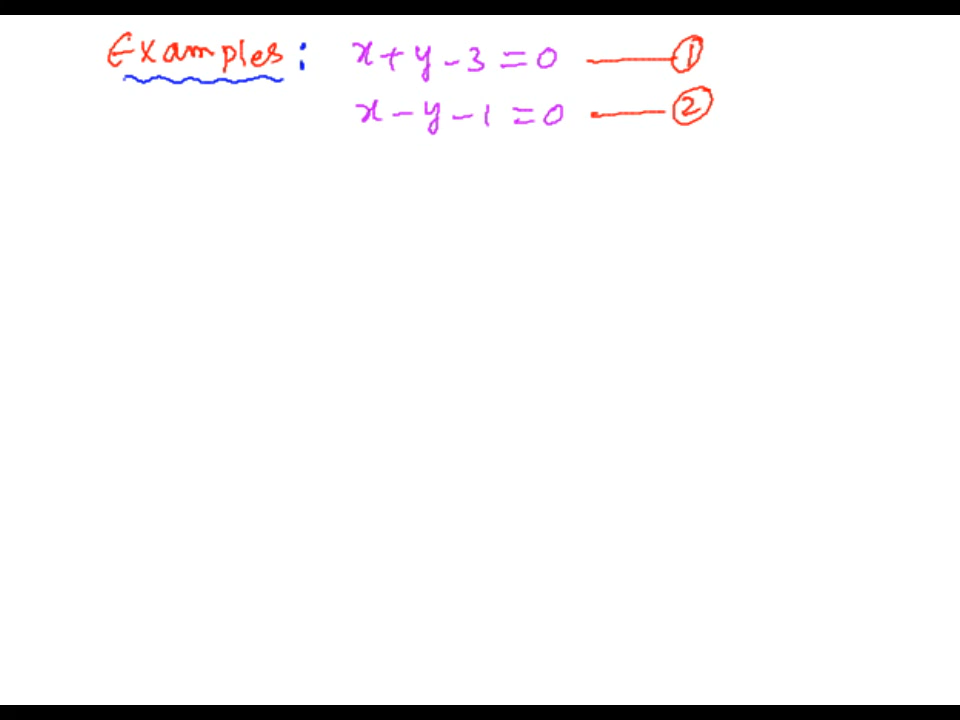 Examples: x + y - 3 = 0 —— ①
x - y - 1 = 0 —— ②